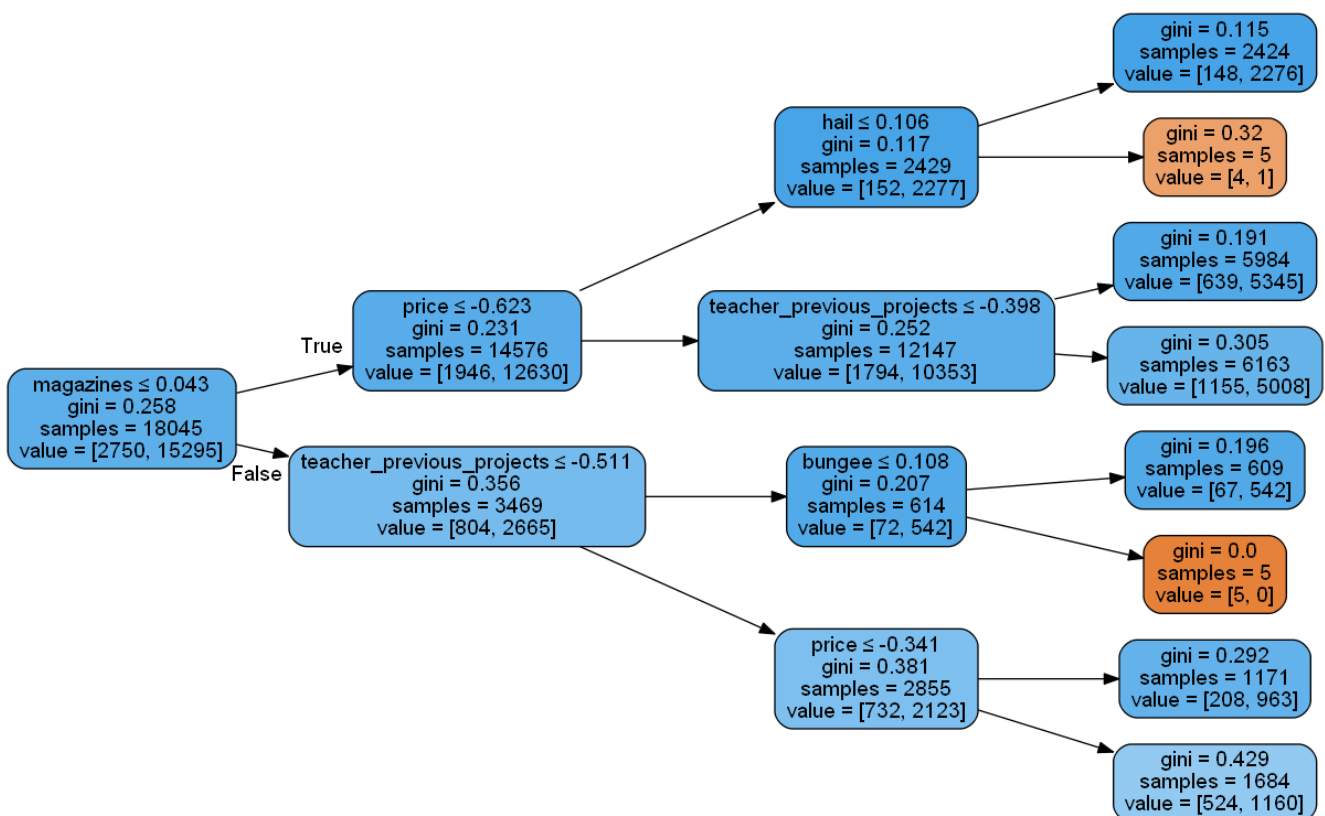 magazines ≤ 0.043
gini = 0.258
samples = 18045
value = [2750, 15295]
True
False
price ≤ -0.623
gini = 0.231
samples = 14576
value = [1946, 12630]
teacher_previous_projects ≤ -0.511
gini = 0.356
samples = 3469
value = [804, 2665]
hail ≤ 0.106
gini = 0.117
samples = 2429
value = [152, 2277]
teacher_previous_projects ≤ -0.398
gini = 0.252
samples = 12147
value = [1794, 10353]
bungee ≤ 0.108
gini = 0.207
samples = 614
value = [72, 542]
price ≤ -0.341
gini = 0.381
samples = 2855
value = [732, 2123]
gini = 0.115
samples = 2424
value = [148, 2276]
gini = 0.32
samples = 5
value = [4, 1]
gini = 0.191
samples = 5984
value = [639, 5345]
gini = 0.305
samples = 6163
value = [1155, 5008]
gini = 0.196
samples = 609
value = [67, 542]
gini = 0.0
samples = 5
value = [5, 0]
gini = 0.292
samples = 1171
value = [208, 963]
gini = 0.429
samples = 1684
value = [524, 1160]